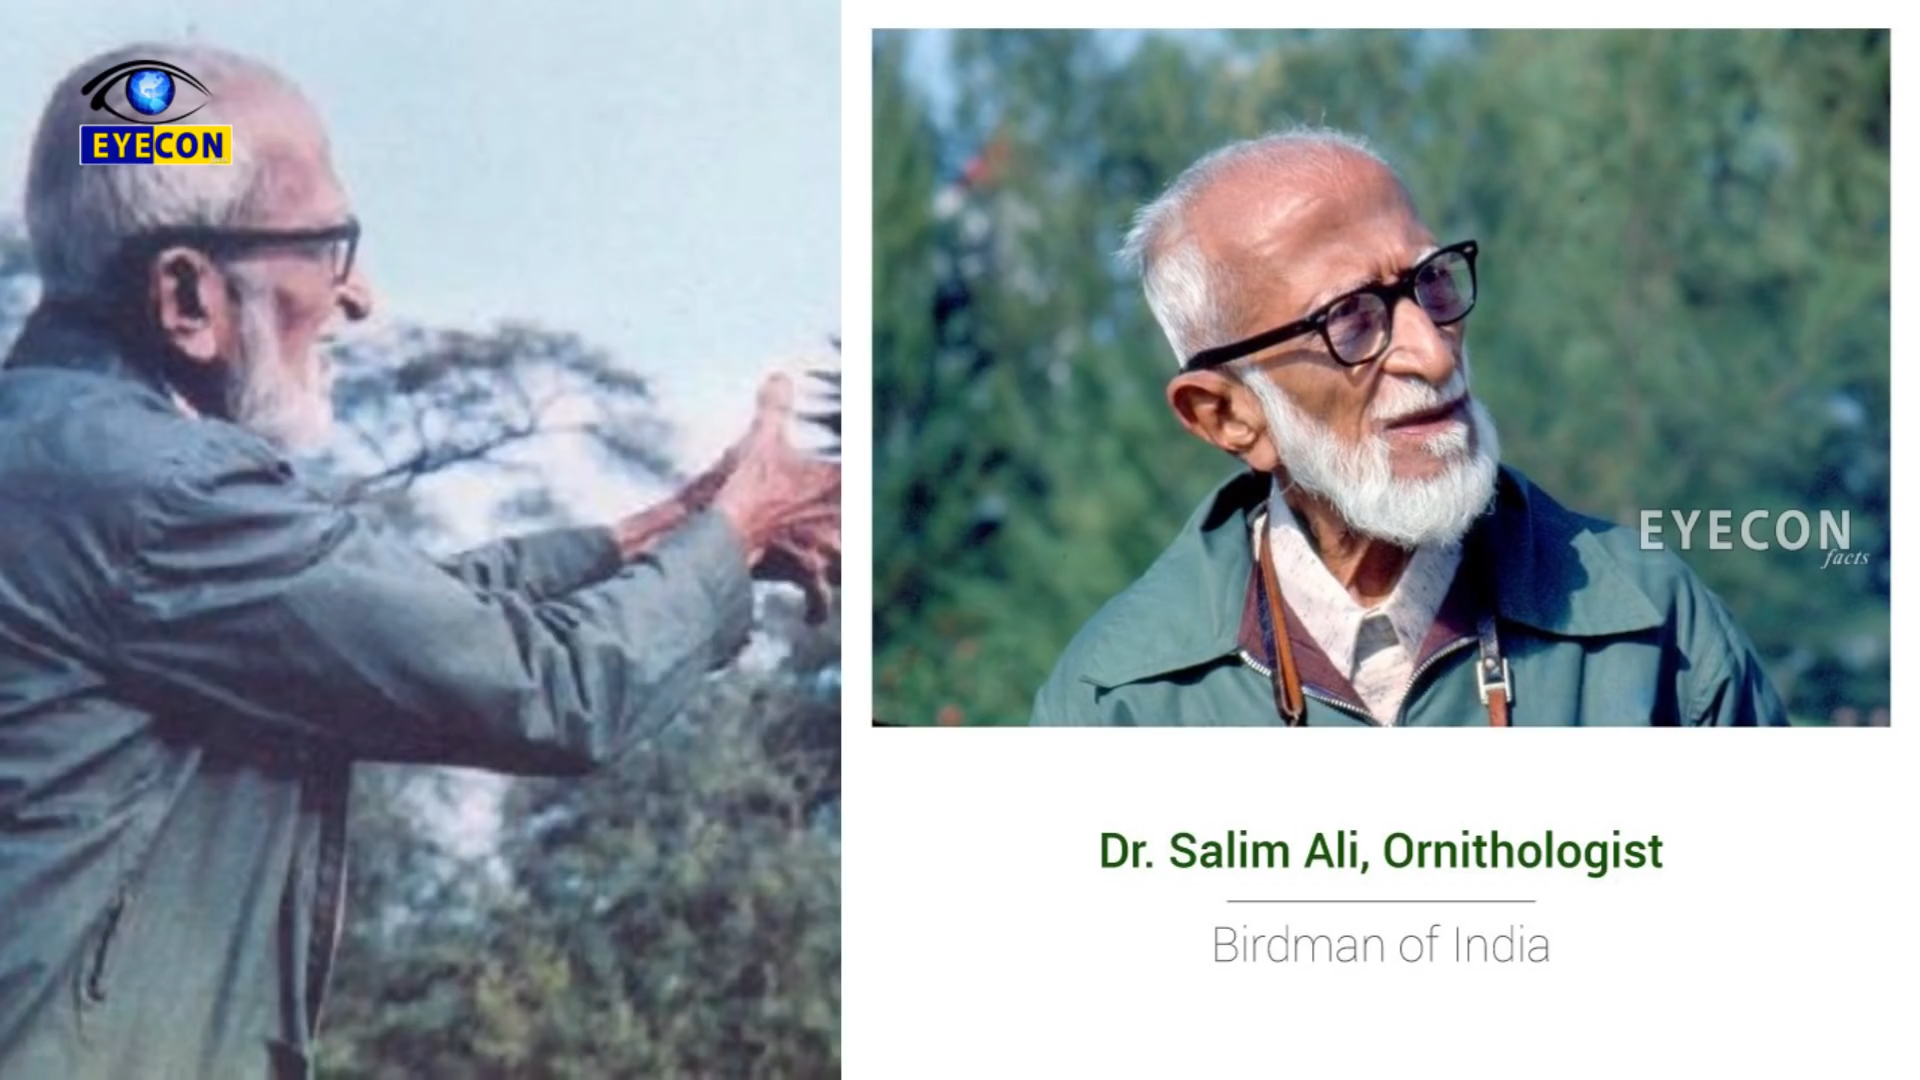 EYECON
EYECON
facts
Dr. Salim Ali, Ornithologist
Birdman of India